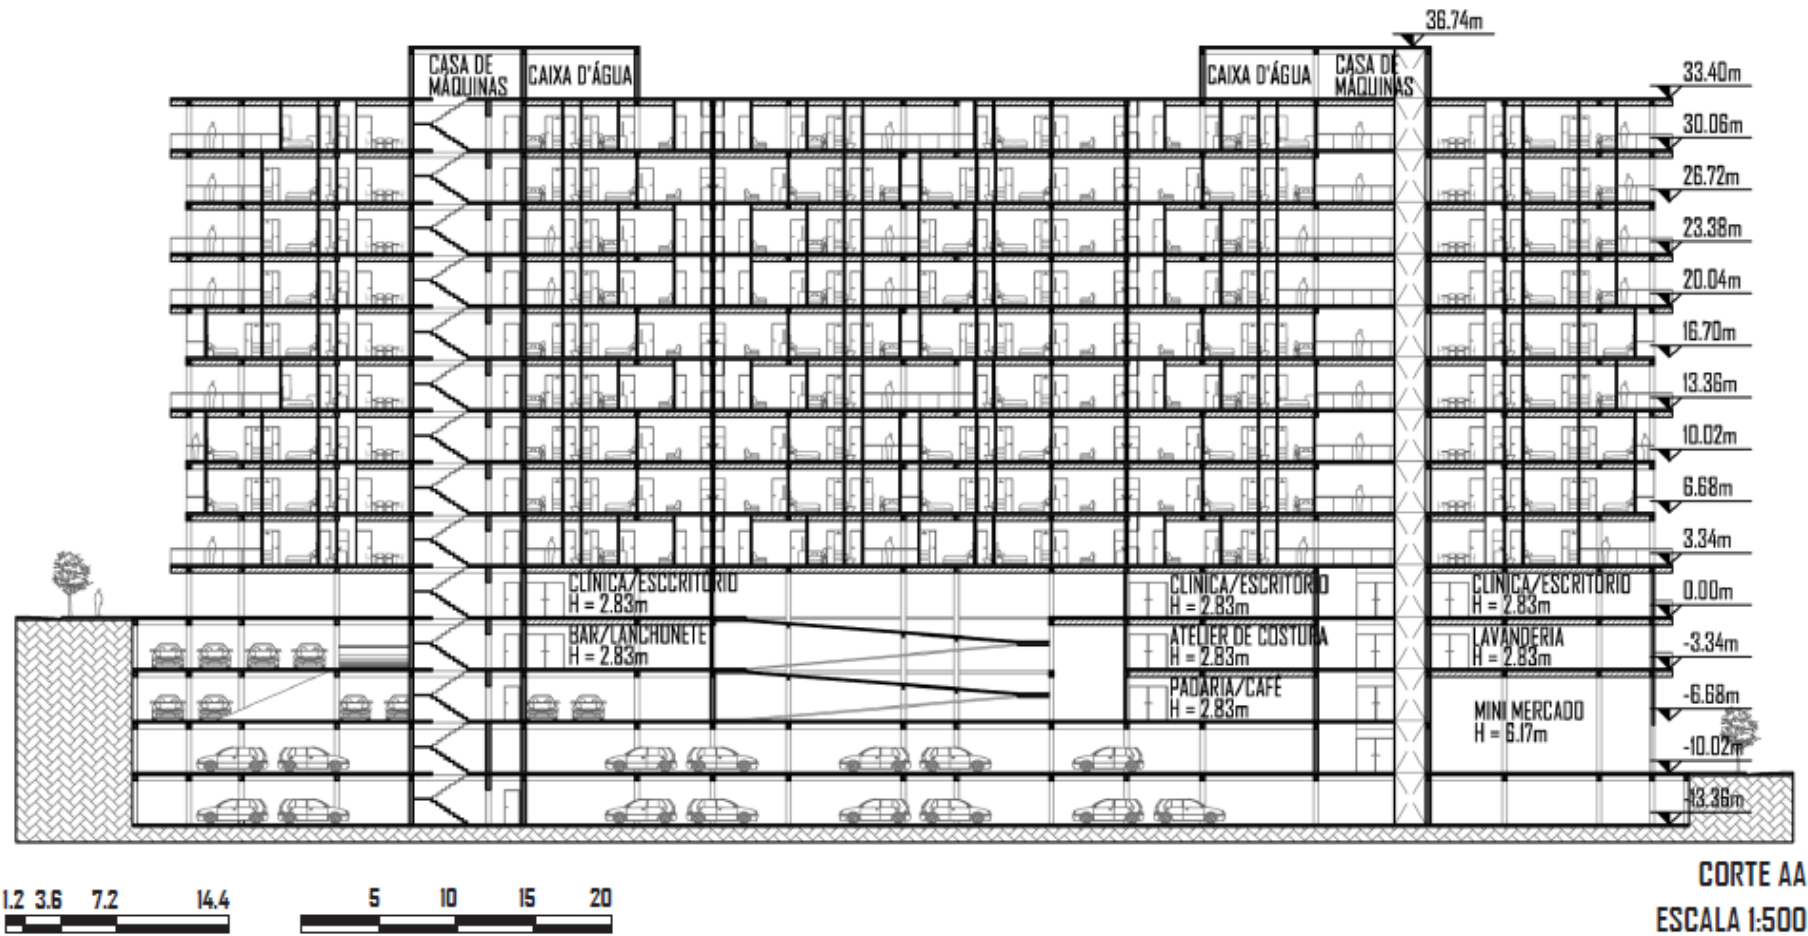 36.74m
CASA DE
MÁQUINAS
CAIXA D'ÁGUA
CAIXA D'ÁGUA
CASA DE
MÁQUINAS
33.40m
30.06m
26.72m
23.38m
20.04m
16.70m
13.36m
10.02m
6.68m
3.34m
CLÍNICA/ESCCRITÓRIO
H = 2.83m
CLÍNICA/ESCRITÓRIO
H = 2.83m
CLÍNICA/ESCRITÓRIO
H = 2.83m
0.00m
BAR/LANCHONETE
H = 2.83m
ATELIER DE COSTURA
H = 2.83m
LAVANDERIA
H = 2.83m
-3.34m
PADARIA/CAFÉ
H = 2.83m
MINI MERCADO
H = 6.17m
-6.68m
-10.02m
-13.36m
1.2 3.6 7.2 14.4
5 10 15 20
CORTE AA
ESCALA 1:500